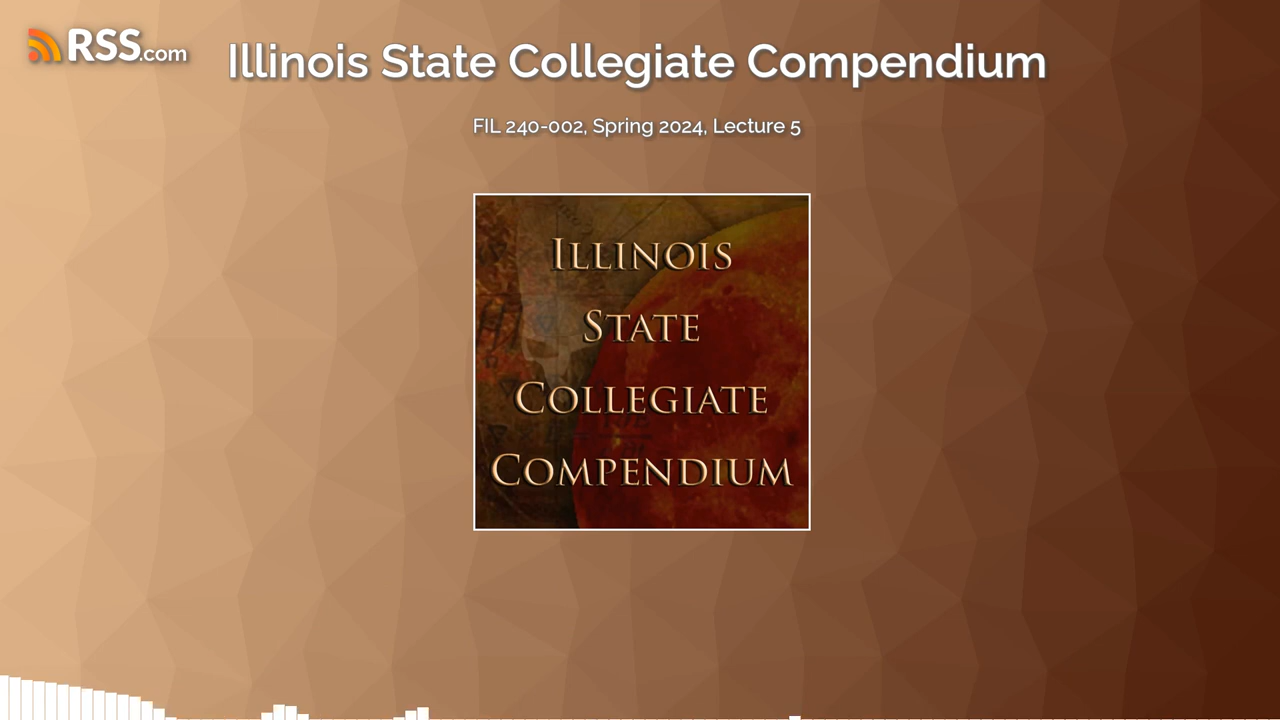 RSS.com
Illinois State Collegiate Compendium
FIL 240-002, Spring 2024, Lecture 5
Illinois
State
Collegiate
Compendium